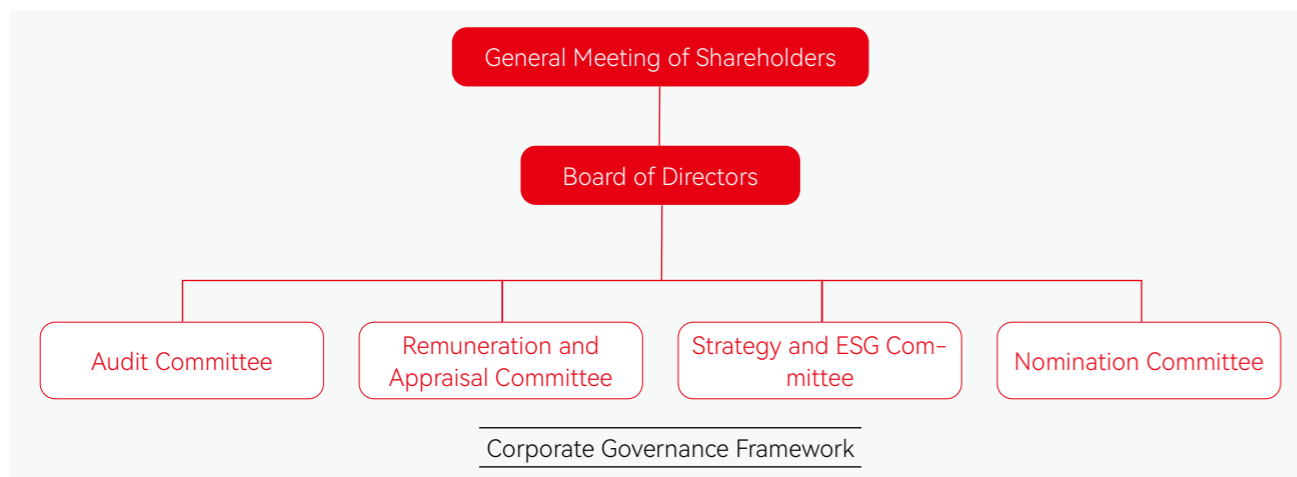 General Meeting of Shareholders
Board of Directors
Audit Committee
Remuneration and
Appraisal Committee
Strategy and ESG Com-
mittee
Nomination Committee
Corporate Governance Framework